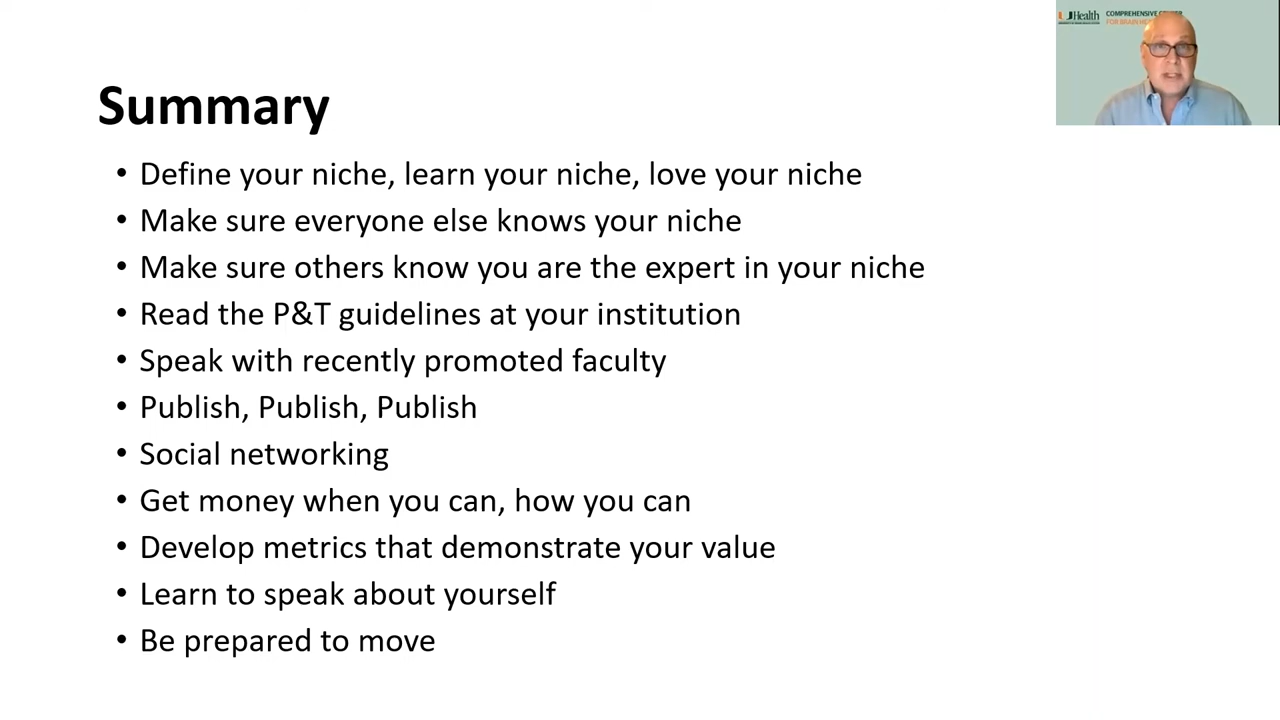 UHealth
COMPREHENSIVE
FOR BRAIN
Summary
• Define your niche, learn your niche, love your niche
• Make sure everyone else knows your niche
• Make sure others know you are the expert in your niche
• Read the P&T guidelines at your institution
• Speak with recently promoted faculty
• Publish, Publish, Publish
• Social networking
• Get money when you can, how you can
• Develop metrics that demonstrate your value
• Learn to speak about yourself
• Be prepared to move